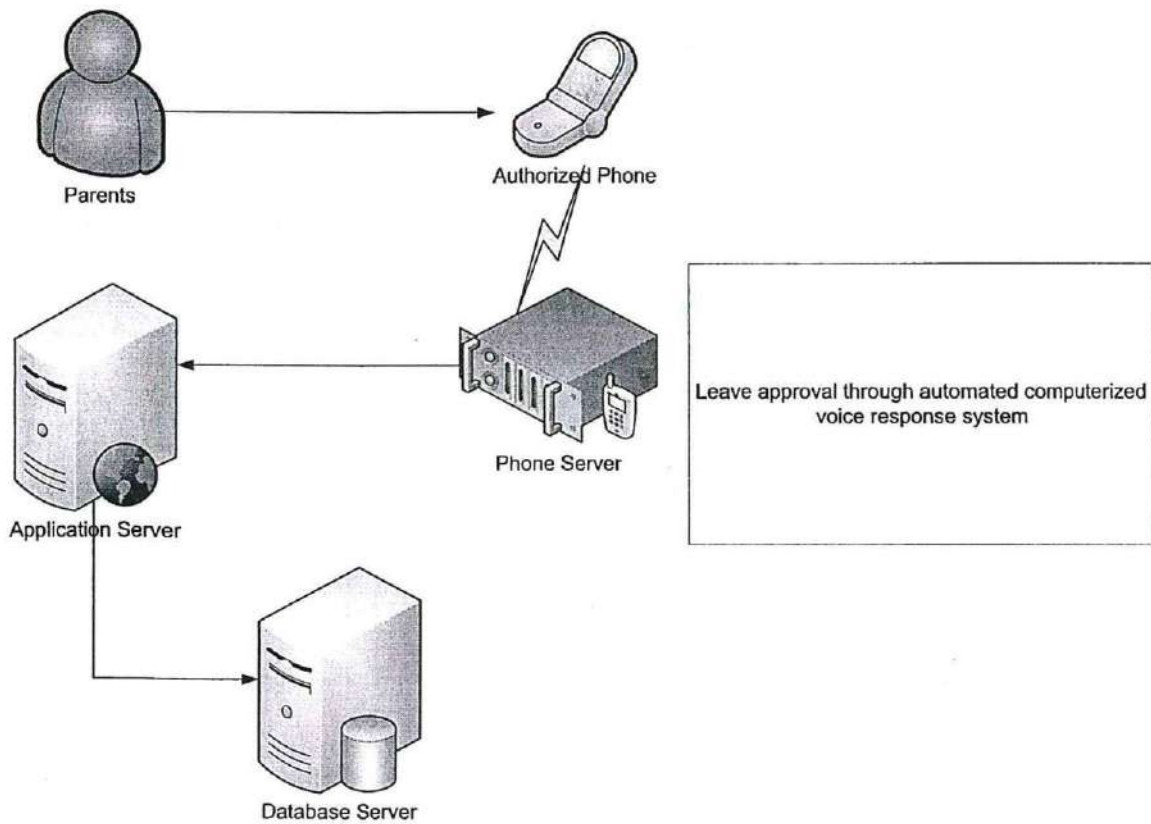 Parents
Authorized Phone
Leave approval through automated computerized
voice response system
Phone Server
Application Server
Database Server